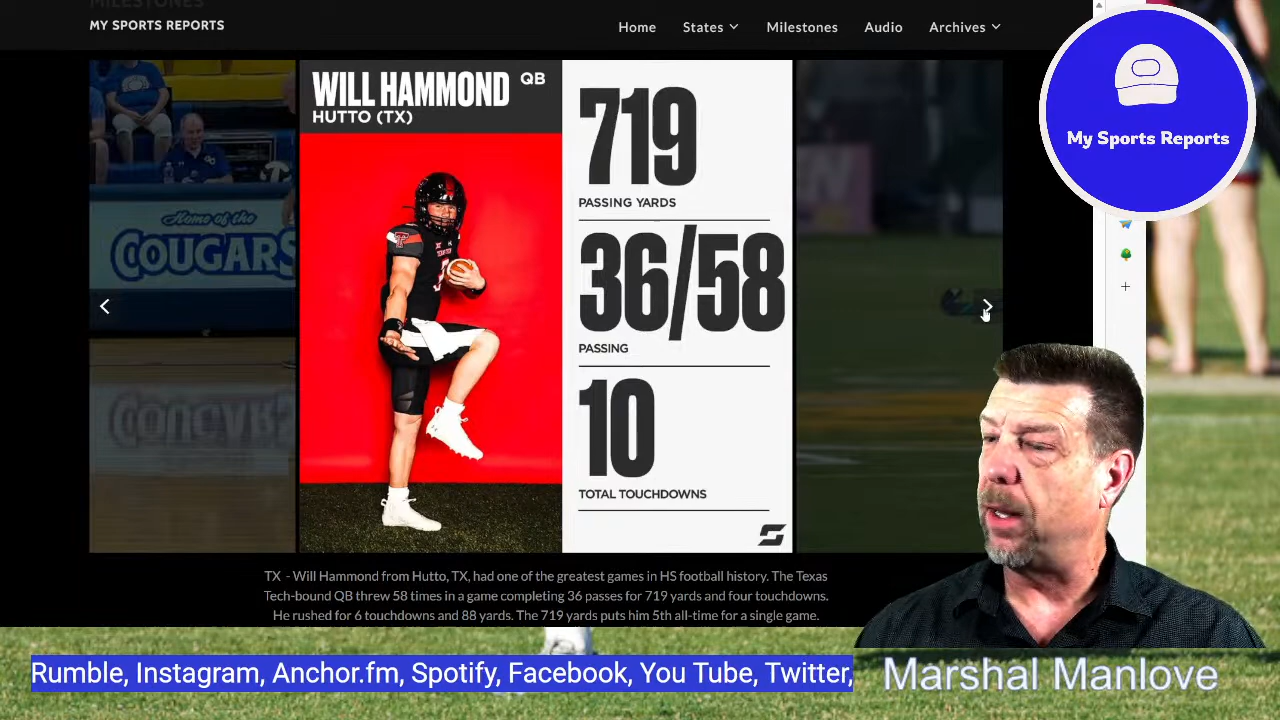 MILESTONES
MY SPORTS REPORTS
Home States Milestones Audio Archives
My Sports Reports
WILL HAMMOND QB
HUTTO (TX)
719
PASSING YARDS
36/58
PASSING
10
TOTAL TOUCHDOWNS
Home of the
COUGARS
TX - Will Hammond from Hutto, TX, had one of the greatest games in HS football history. The Texas
Tech-bound QB threw 58 times in a game completing 36 passes for 719 yards and four touchdowns.
He rushed for 6 touchdowns and 88 yards. The 719 yards puts him 5th all-time for a single game.
Rumble, Instagram, Anchor.fm, Spotify, Facebook, You Tube, Twitter,
Marshal Manlove